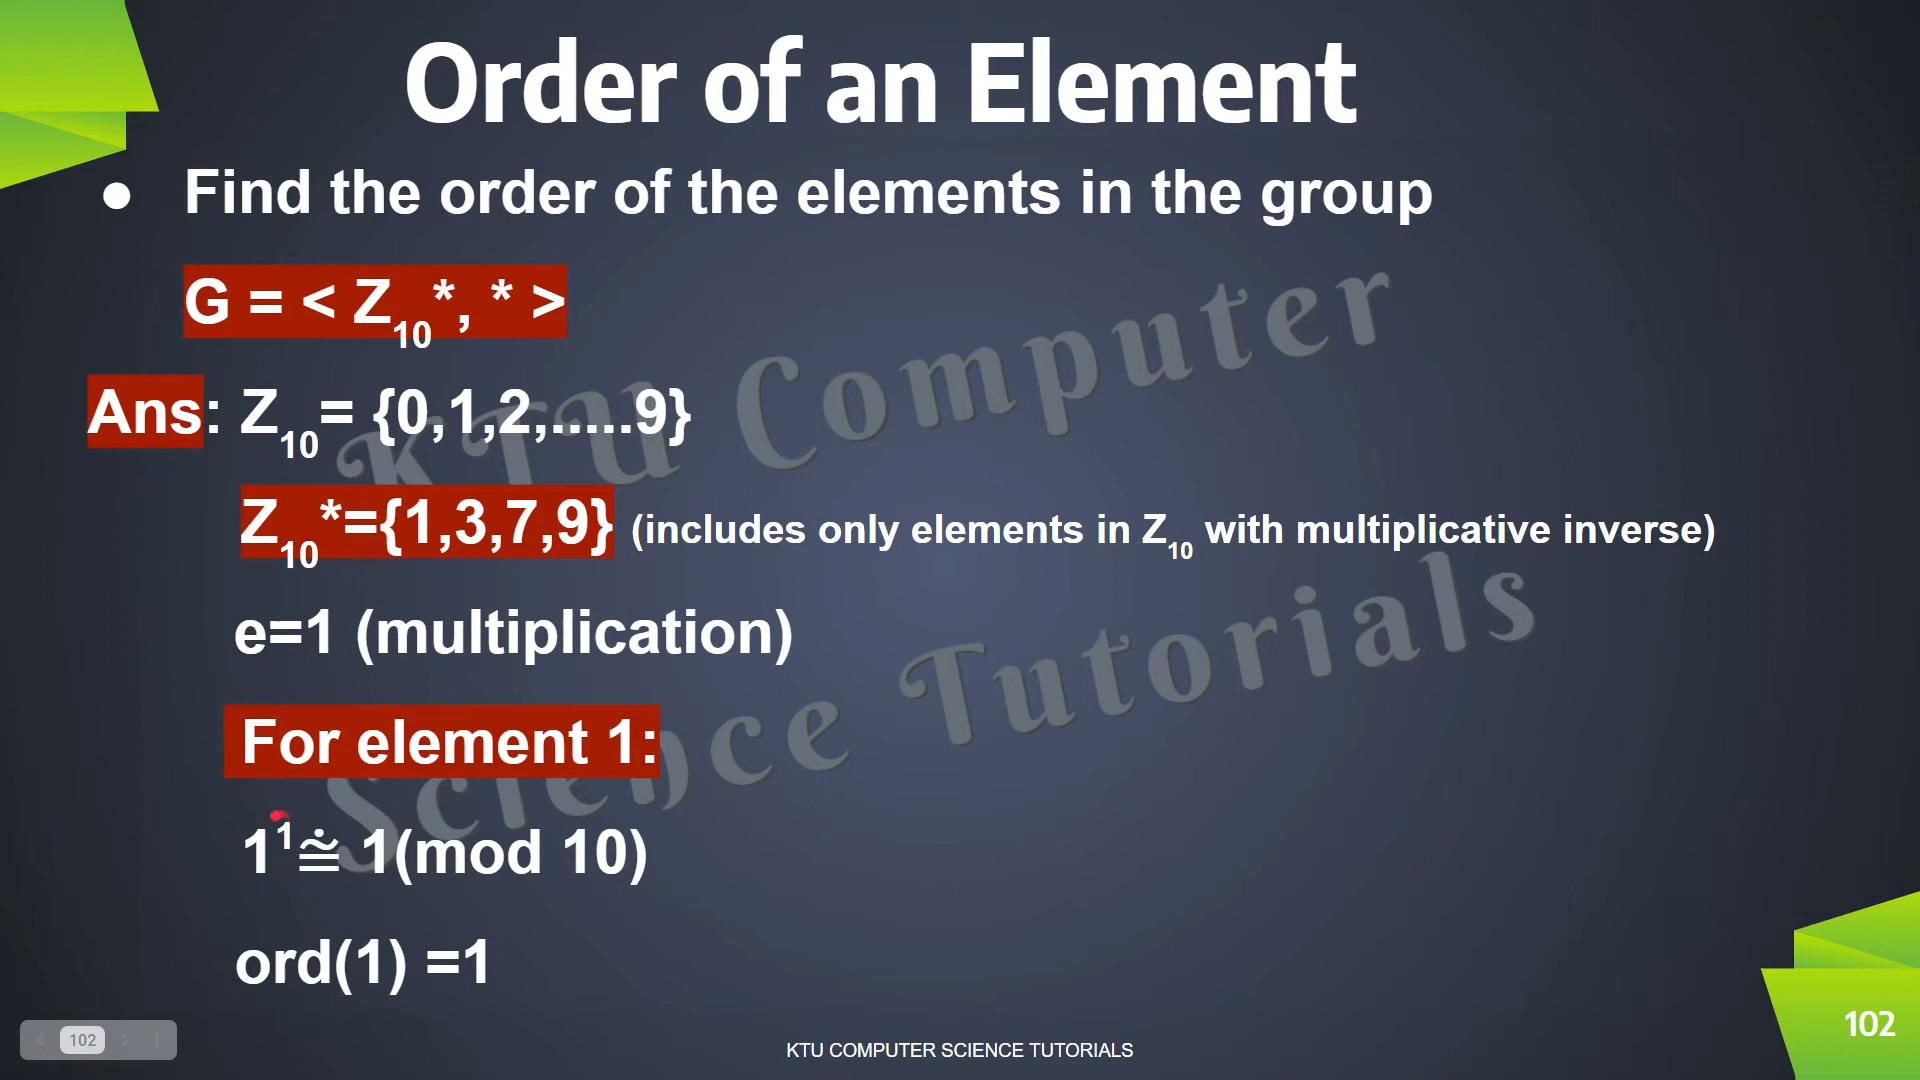 Order of an Element
● Find the order of the elements in the group
G = < Z10*, * >
Ans: Z10= {0,1,2,.....9}
Z10*={1,3,7,9} (includes only elements in Z10 with multiplicative inverse)
e=1 (multiplication)
For element 1:
1¹≅̇ 1(mod 10)
ord(1) =1
KTU Computer
Science Tutorials
102
102
KTU COMPUTER SCIENCE TUTORIALS